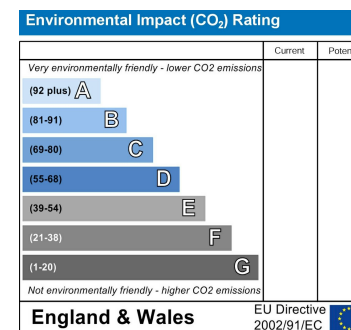 Environmental Impact (CO₂) Rating
Current Poten
Very environmentally friendly - lower CO2 emissions
(92 plus) A
(81-91) B
(69-80) C
(55-68) D
(39-54) E
(21-38) F
(1-20) G
Not environmentally friendly - higher CO2 emissions
England & Wales
EU Directive
2002/91/EC